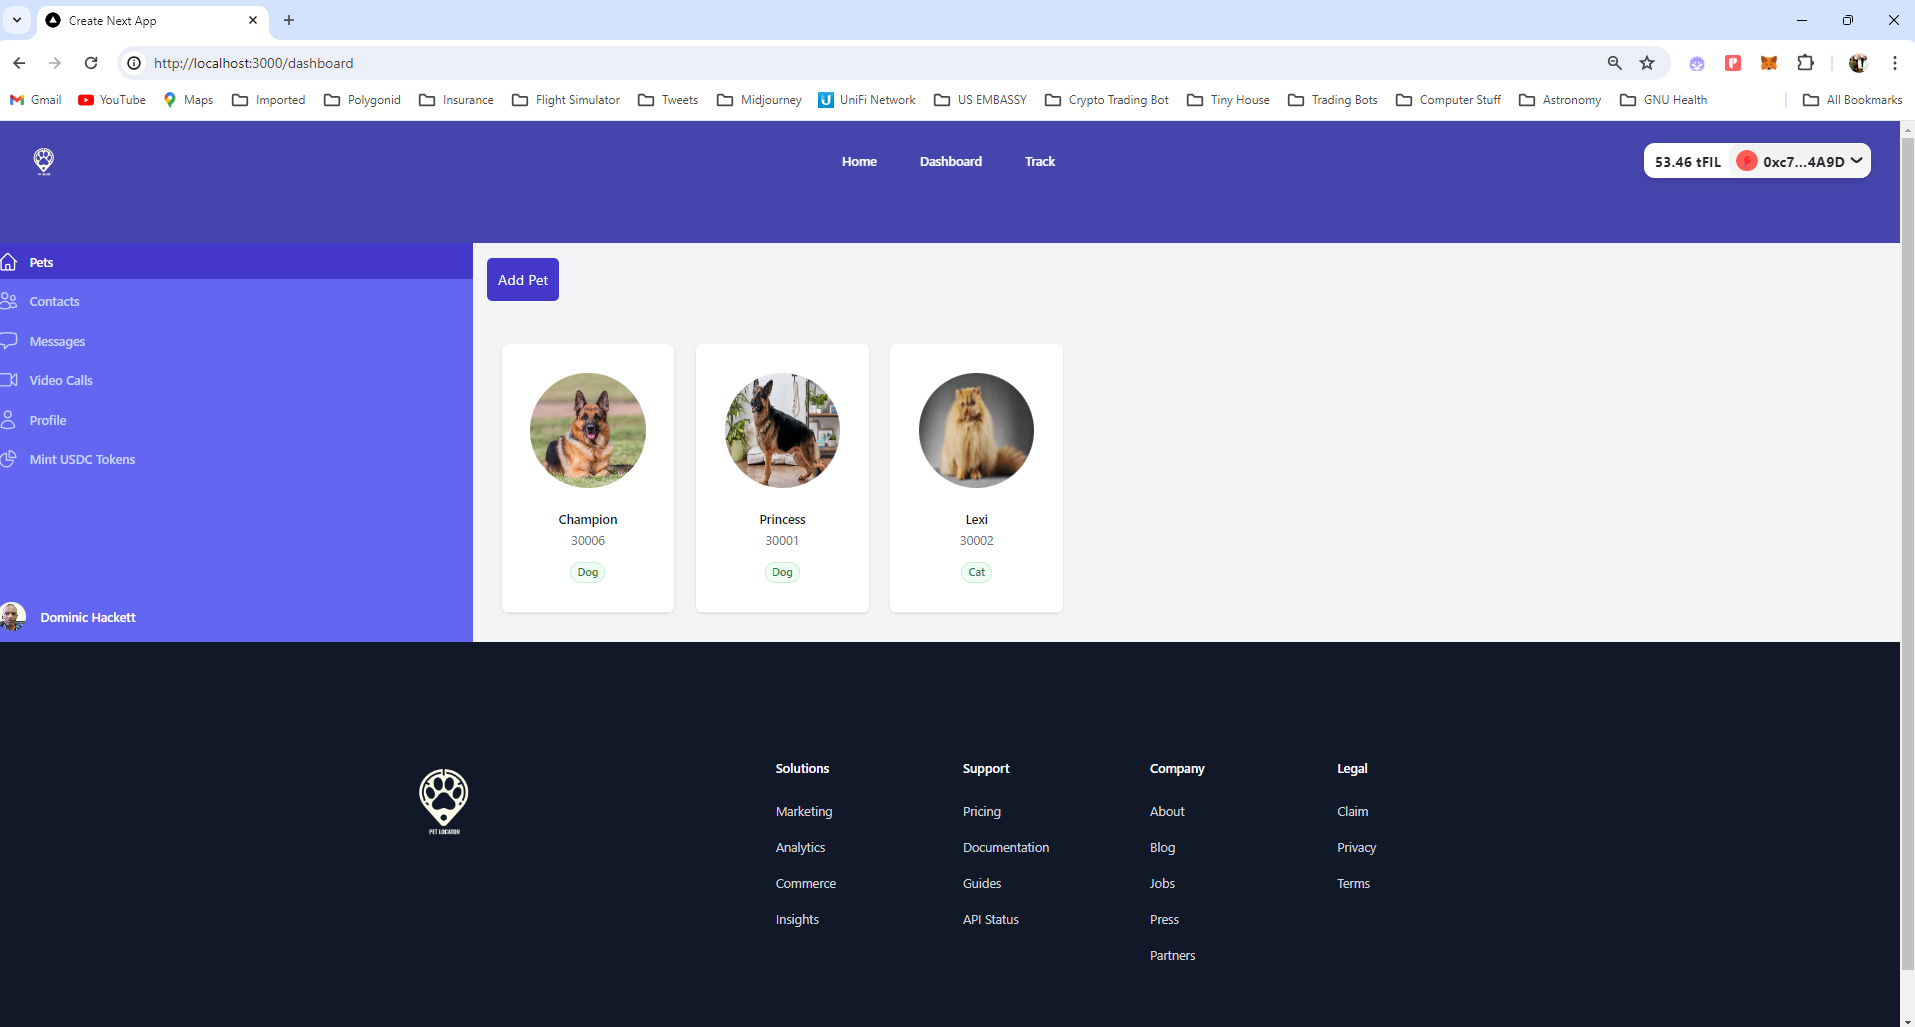 Create Next App
http://localhost:3000/dashboard
Gmail YouTube Maps Imported Polygonid Insurance Flight Simulator Tweets Midjourney UniFi Network US EMBASSY Crypto Trading Bot Tiny House Trading Bots Computer Stuff Astronomy GNU Health All Bookmarks
Home Dashboard Track
53.46 tFIL 0xc7...4A9D
Pets
Contacts
Messages
Video Calls
Profile
Mint USDC Tokens
Dominic Hackett
Add Pet
Champion
30006
Dog
Princess
30001
Dog
Lexi
30002
Cat
PET LOCATOR
Solutions
Marketing
Analytics
Commerce
Insights
Support
Pricing
Documentation
Guides
API Status
Company
About
Blog
Jobs
Press
Partners
Legal
Claim
Privacy
Terms